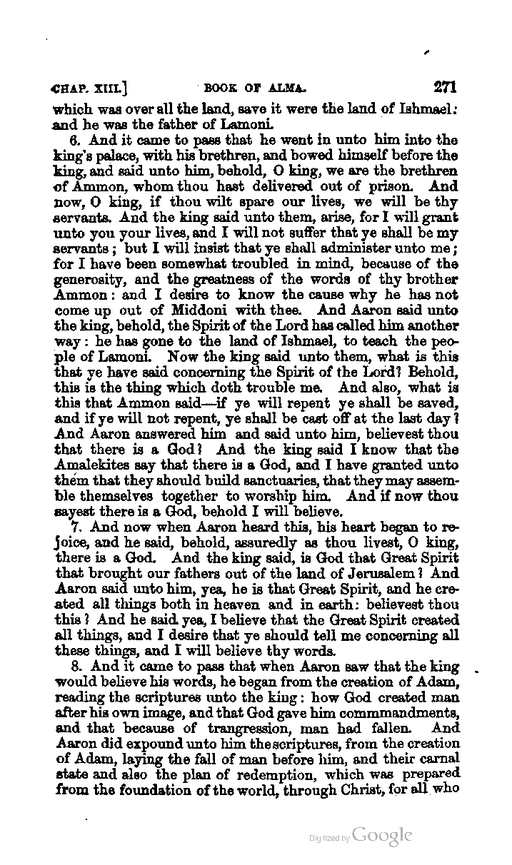 CHAP. XIII.] BOOK OF ALMA. 271
which was over all the land, save it were the land of Ishmael:
and he was the father of Lamoni.
6. And it came to pass that he went in unto him into the
king's palace, with his brethren, and bowed himself before the
king, and said unto him, behold, O king, we are the brethren
of Ammon, whom thou hast delivered out of prison. And
now, O king, if thou wilt spare our lives, we will be thy
servants. And the king said unto them, arise, for I will grant
unto you your lives, and I will not suffer that ye shall be my
servants; but I will insist that ye shall administer unto me;
for I have been somewhat troubled in mind, because of the
generosity, and the greatness of the words of thy brother
Ammon: and I desire to know the cause why he has not
come up out of Middoni with thee. And Aaron said unto
the king, behold, the Spirit of the Lord has called him another
way: he has gone to the land of Ishmael, to teach the peo-
ple of Lamoni. Now the king said unto them, what is this
that ye have said concerning the Spirit of the Lord? Behold,
this is the thing which doth trouble me. And also, what is
this that Ammon said—if ye will repent ye shall be saved,
and if ye will not repent, ye shall be cast off at the last day?
And Aaron answered him and said unto him, believest thou
that there is a God? And the king said I know that the
Amalekites say that there is a God, and I have granted unto
them that they should build sanctuaries, that they may assem-
ble themselves together to worship him. And if now thou
sayest there is a God, behold I will believe.
7. And now when Aaron heard this, his heart began to re-
joice, and he said, behold, assuredly as thou livest, O king,
there is a God. And the king said, is God that Great Spirit
that brought our fathers out of the land of Jerusalem? And
Aaron said unto him, yea, he is that Great Spirit, and he cre-
ated all things both in heaven and in earth: believest thou
this? And he said yea, I believe that the Great Spirit created
all things, and I desire that ye should tell me concerning all
these things, and I will believe thy words.
8. And it came to pass that when Aaron saw that the king
would believe his words, he began from the creation of Adam,
reading the scriptures unto the king: how God created man
after his own image, and that God gave him commmandments,
and that because of trangression, man had fallen. And
Aaron did expound unto him the scriptures, from the creation
of Adam, laying the fall of man before him, and their carnal
state and also the plan of redemption, which was prepared
from the foundation of the world, through Christ, for all who
Digitized by Google